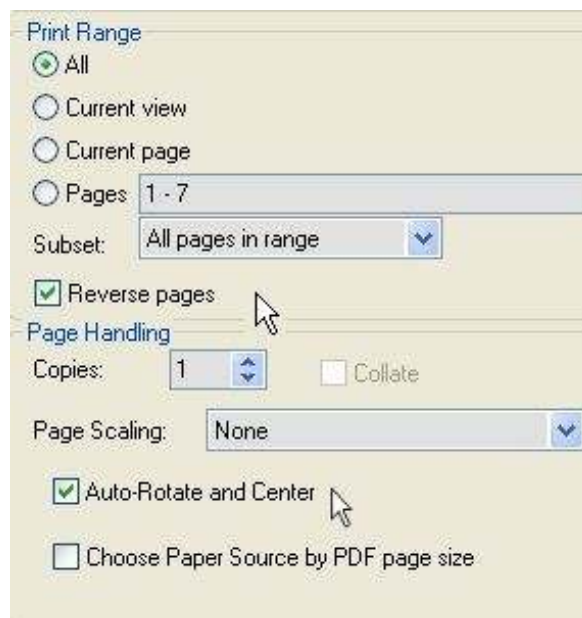 Print Range
All
Current view
Current page
Pages 1 - 7
Subset: All pages in range
Reverse pages
Page Handling
Copies: 1 Collate
Page Scaling: None
Auto-Rotate and Center
Choose Paper Source by PDF page size